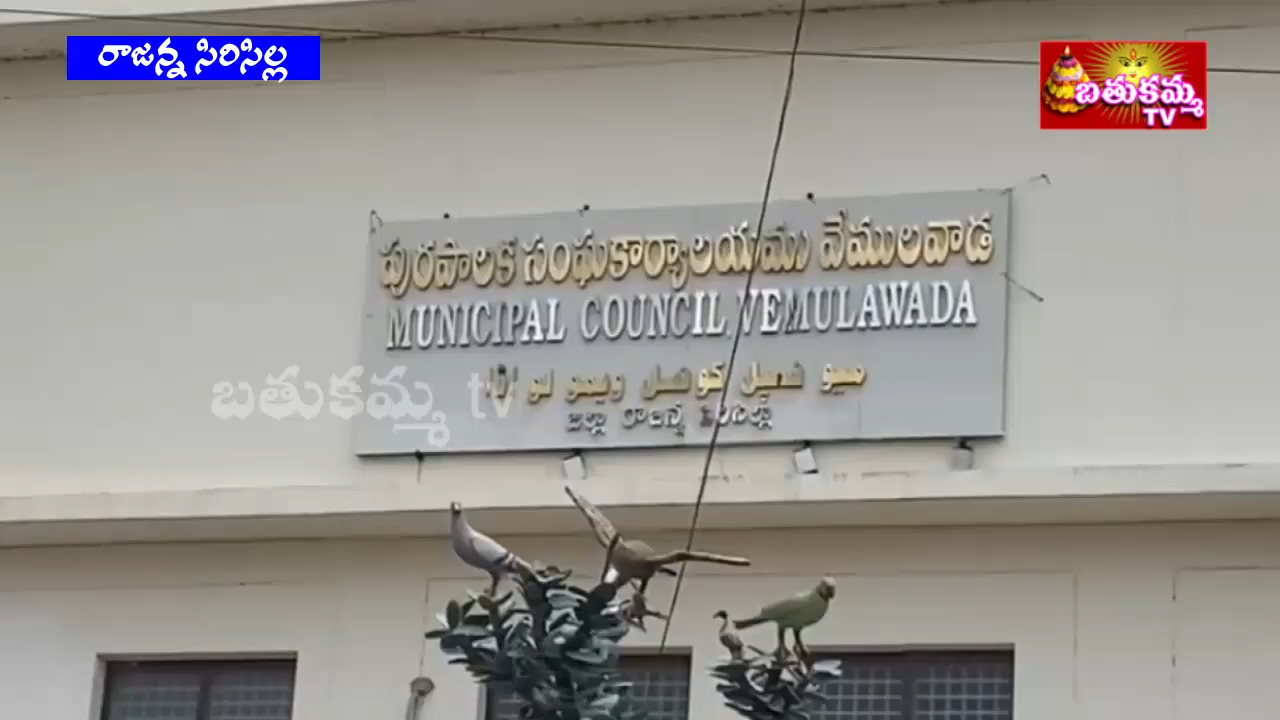 రాజన్న సిరిసిల్ల
బతుకమ్మ
TV
పురపాలక సంఘకార్యాలయము వేములవాడ
MUNICIPAL COUNCIL, VEMULAWADA
కౌ
జిల్లా రాజన్న సిరిసిల్లా
బతుకమ్మ tv